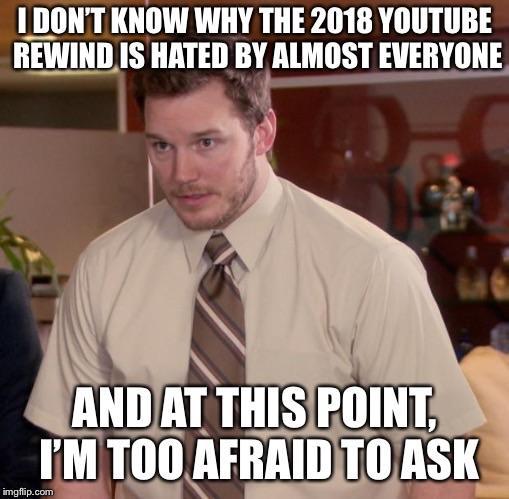 I DON'T KNOW WHY THE 2018 YOUTUBE
REWIND IS HATED BY ALMOST EVERYONE
AND AT THIS POINT,
I'M TOO AFRAID TO ASK
imgflip.com